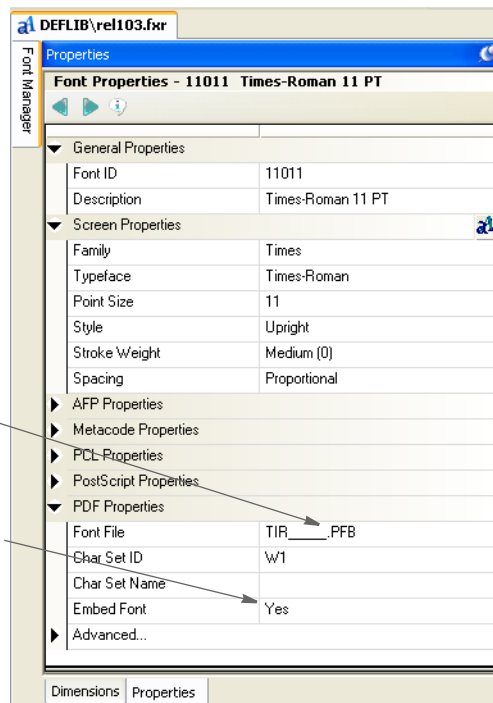 DEFLIB\rel103.fxr
Font Manager
Properties
Font Properties - 11011 Times-Roman 11 PT
General Properties
Font ID 11011
Description Times-Roman 11 PT
Screen Properties
Family Times
Typeface Times-Roman
Point Size 11
Style Upright
Stroke Weight Medium (0)
Spacing Proportional
AFP Properties
Metacode Properties
PCL Properties
PostScript Properties
PDF Properties
Font File TIR_____.PFB
Char Set ID W1
Char Set Name
Embed Font Yes
Advanced...
Dimensions Properties